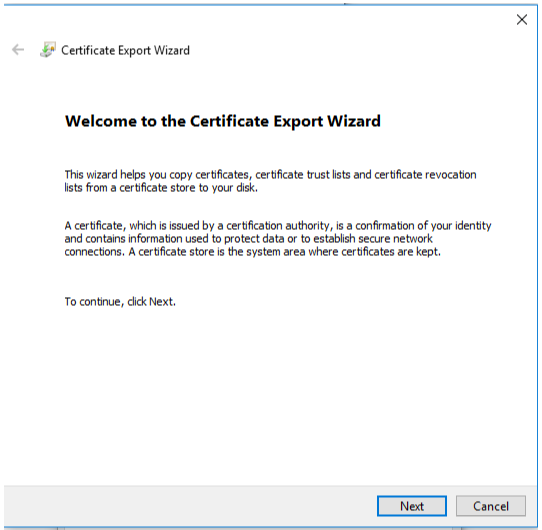 Certificate Export Wizard
Welcome to the Certificate Export Wizard
This wizard helps you copy certificates, certificate trust lists and certificate revocation
lists from a certificate store to your disk.
A certificate, which is issued by a certification authority, is a confirmation of your identity
and contains information used to protect data or to establish secure network
connections. A certificate store is the system area where certificates are kept.
To continue, click Next.
Next Cancel